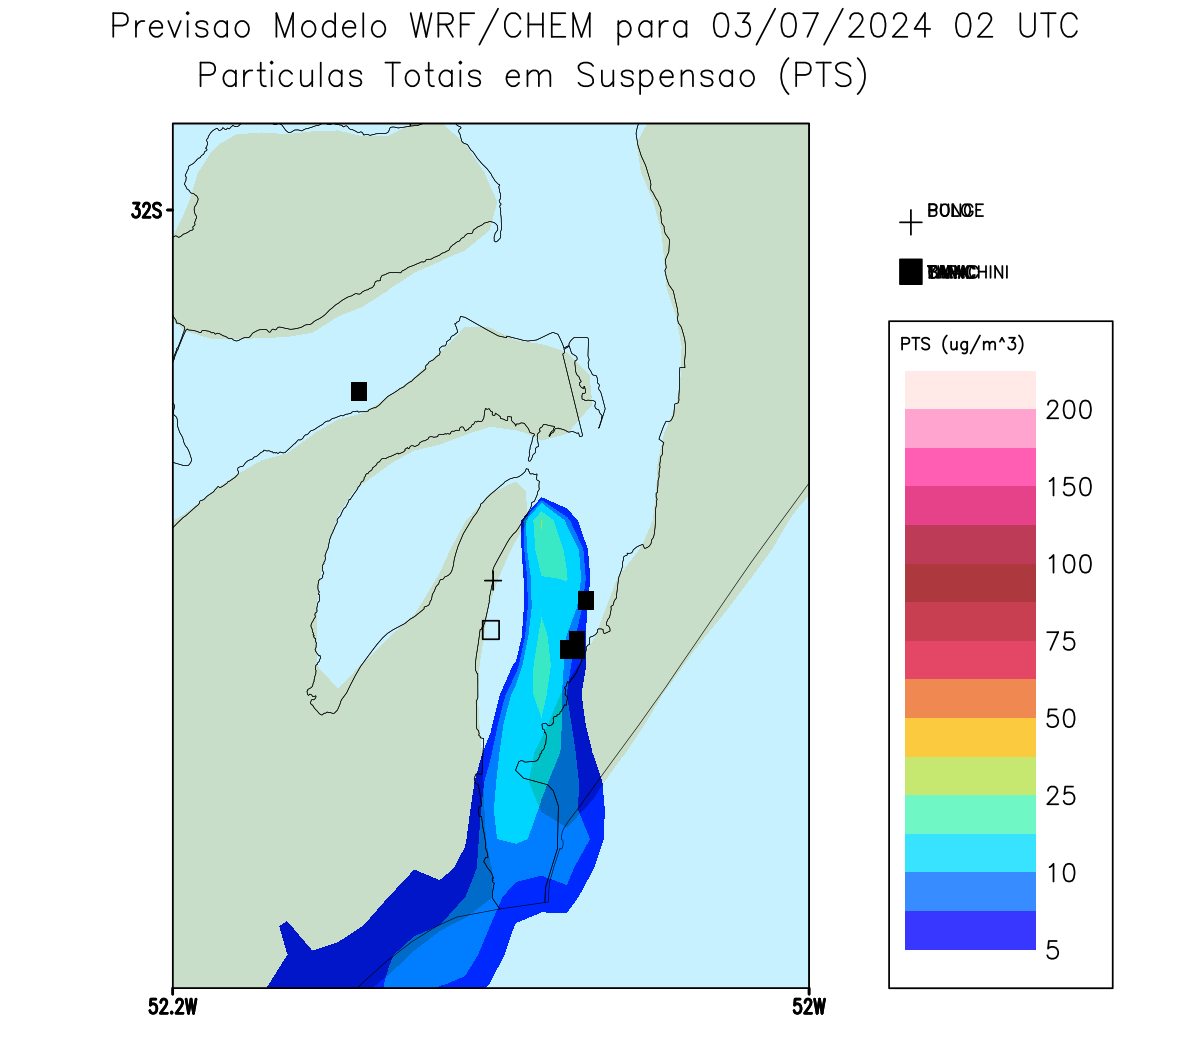 Previsao Modelo WRF/CHEM para 03/07/2024 02 UTC
Particulas Totais em Suspensao (PTS)
32S
PTS (ug/m^3)
200
150
100
75
50
25
10
5
52.2W
52W